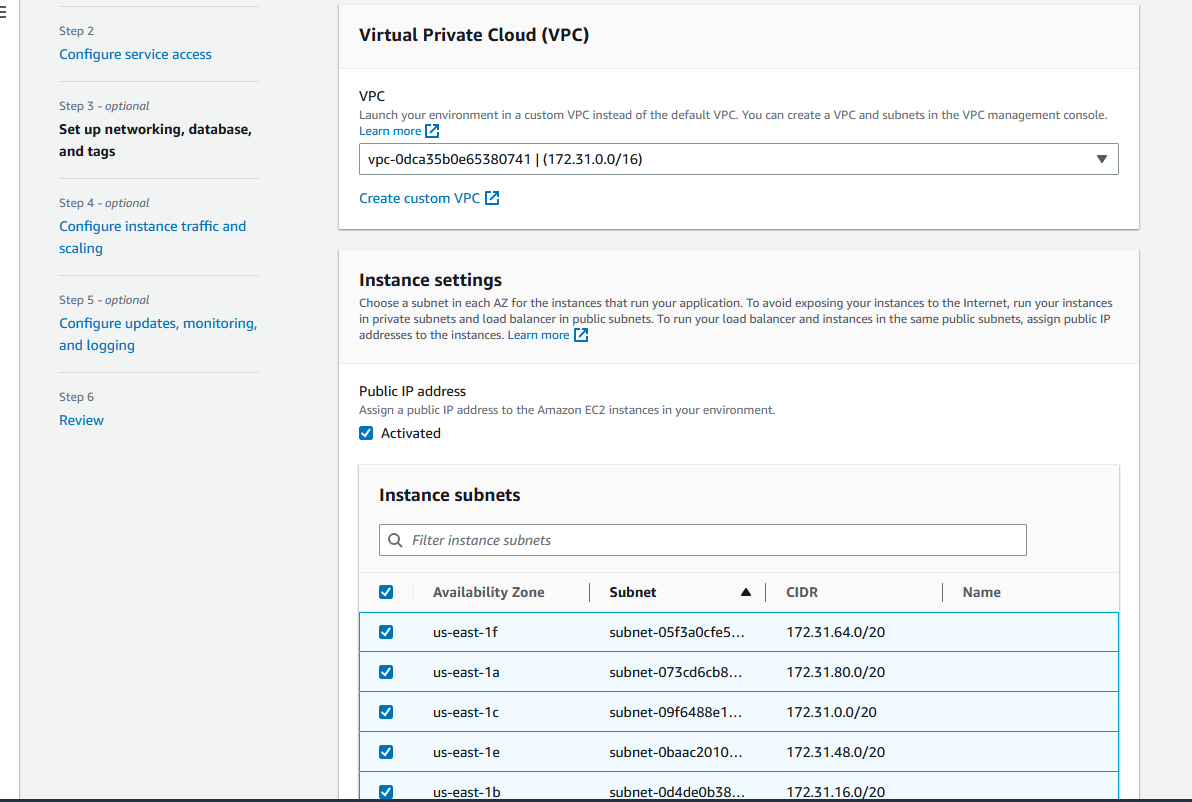 Step 2
Configure service access
Step 3 - optional
Set up networking, database,
and tags
Step 4 - optional
Configure instance traffic and
scaling
Step 5 - optional
Configure updates, monitoring,
and logging
Step 6
Review
Virtual Private Cloud (VPC)
VPC
Launch your environment in a custom VPC instead of the default VPC. You can create a VPC and subnets in the VPC management console.
Learn more
vpc-0dca35b0e65380741 | (172.31.0.0/16)
Create custom VPC
Instance settings
Choose a subnet in each AZ for the instances that run your application. To avoid exposing your instances to the Internet, run your instances
in private subnets and load balancer in public subnets. To run your load balancer and instances in the same public subnets, assign public IP
addresses to the instances. Learn more
Public IP address
Assign a public IP address to the Amazon EC2 instances in your environment.
Activated
Instance subnets
Filter instance subnets
Availability Zone Subnet CIDR Name
us-east-1f subnet-05f3a0cfe5... 172.31.64.0/20
us-east-1a subnet-073cd6cb8... 172.31.80.0/20
us-east-1c subnet-09f6488e1... 172.31.0.0/20
us-east-1e subnet-0baac2010... 172.31.48.0/20
us-east-1b subnet-0d4de0b38... 172.31.16.0/20